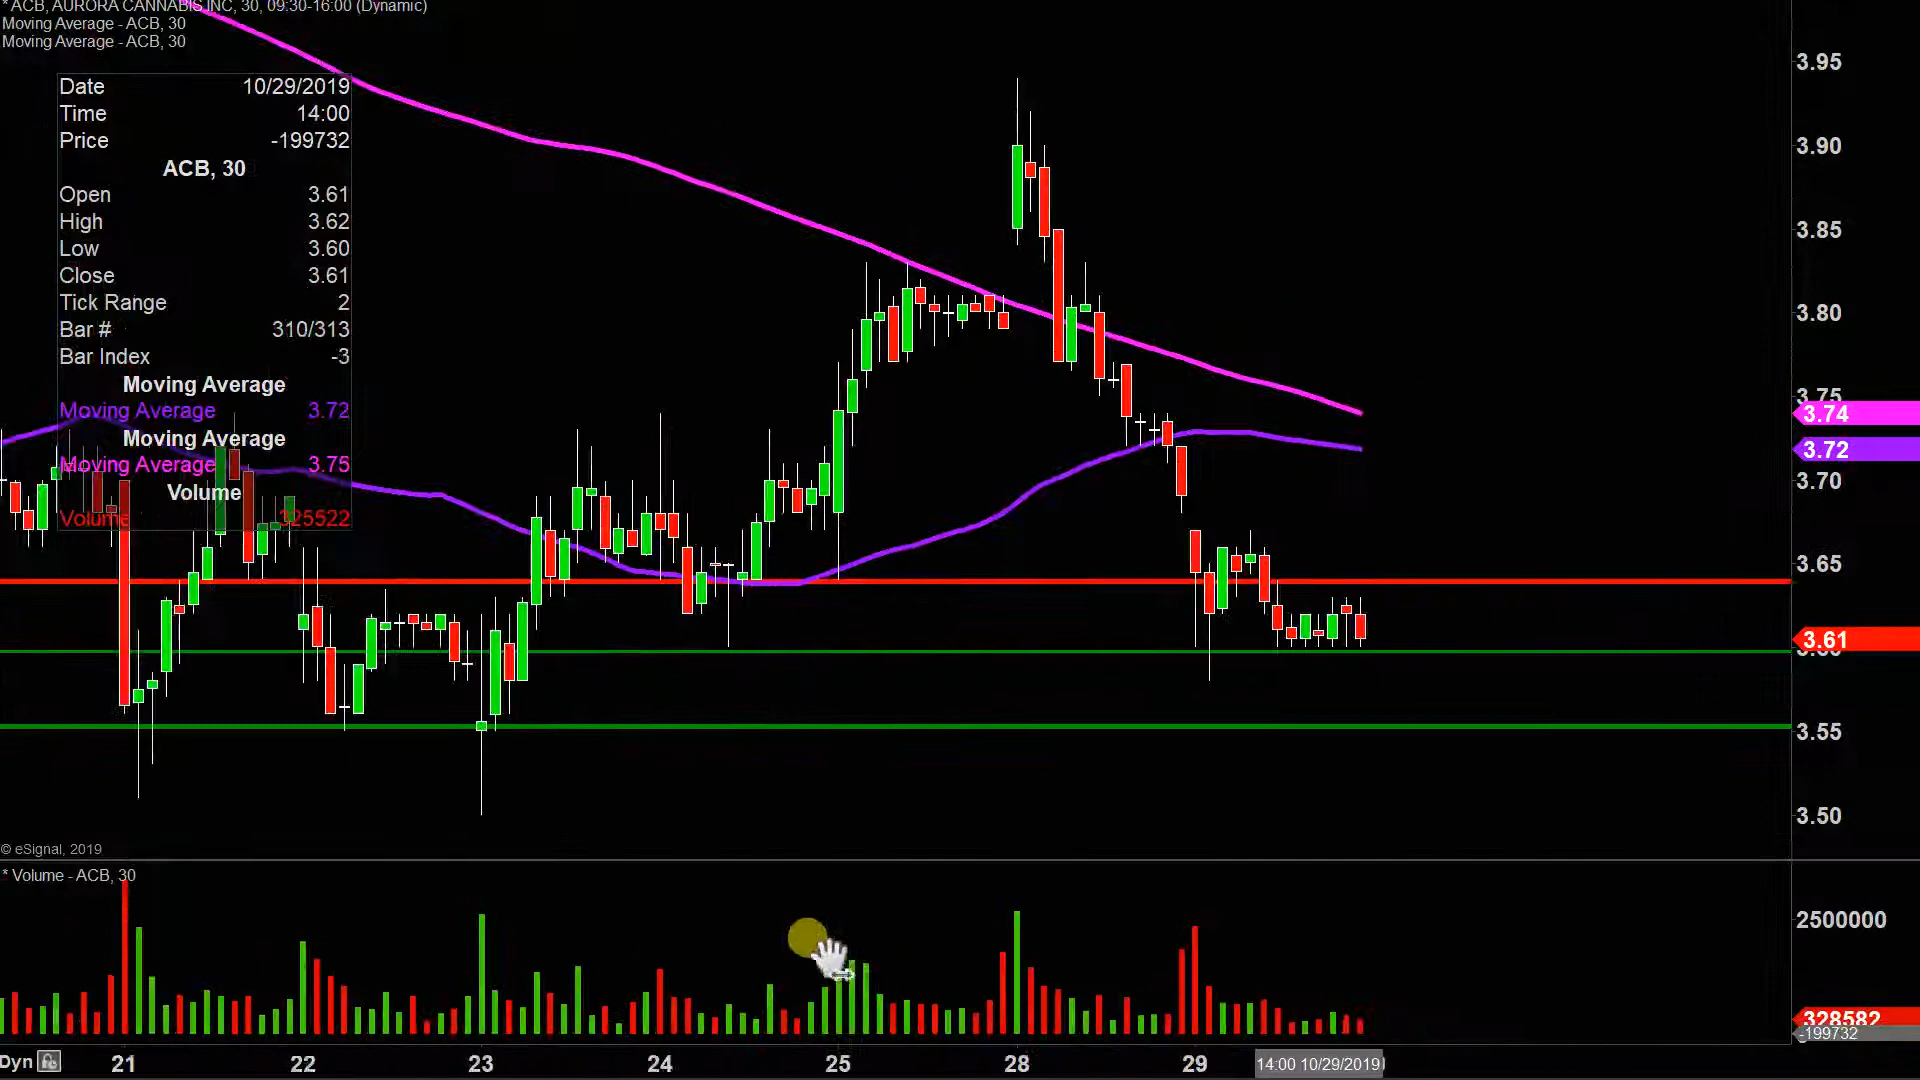 * ACB, AURORA CANNABIS INC, 30, 09:30-16:00 (Dynamic)
Moving Average - ACB, 30
Moving Average - ACB, 30
Date 10/29/2019
Time 14:00
Price -199732
ACB, 30
Open 3.61
High 3.62
Low 3.60
Close 3.61
Tick Range 2
Bar # 310/313
Bar Index -3
Moving Average
Moving Average 3.72
Moving Average
Moving Average 3.75
Volume
Volume 325522
3.95
3.90
3.85
3.80
3.75
3.74
3.72
3.70
3.65
3.61
3.60
3.55
3.50
© eSignal, 2019
* Volume - ACB, 30
2500000
328582
-199732
Dyn 21 22 23 24 25 28 29 14:00 10/29/2019